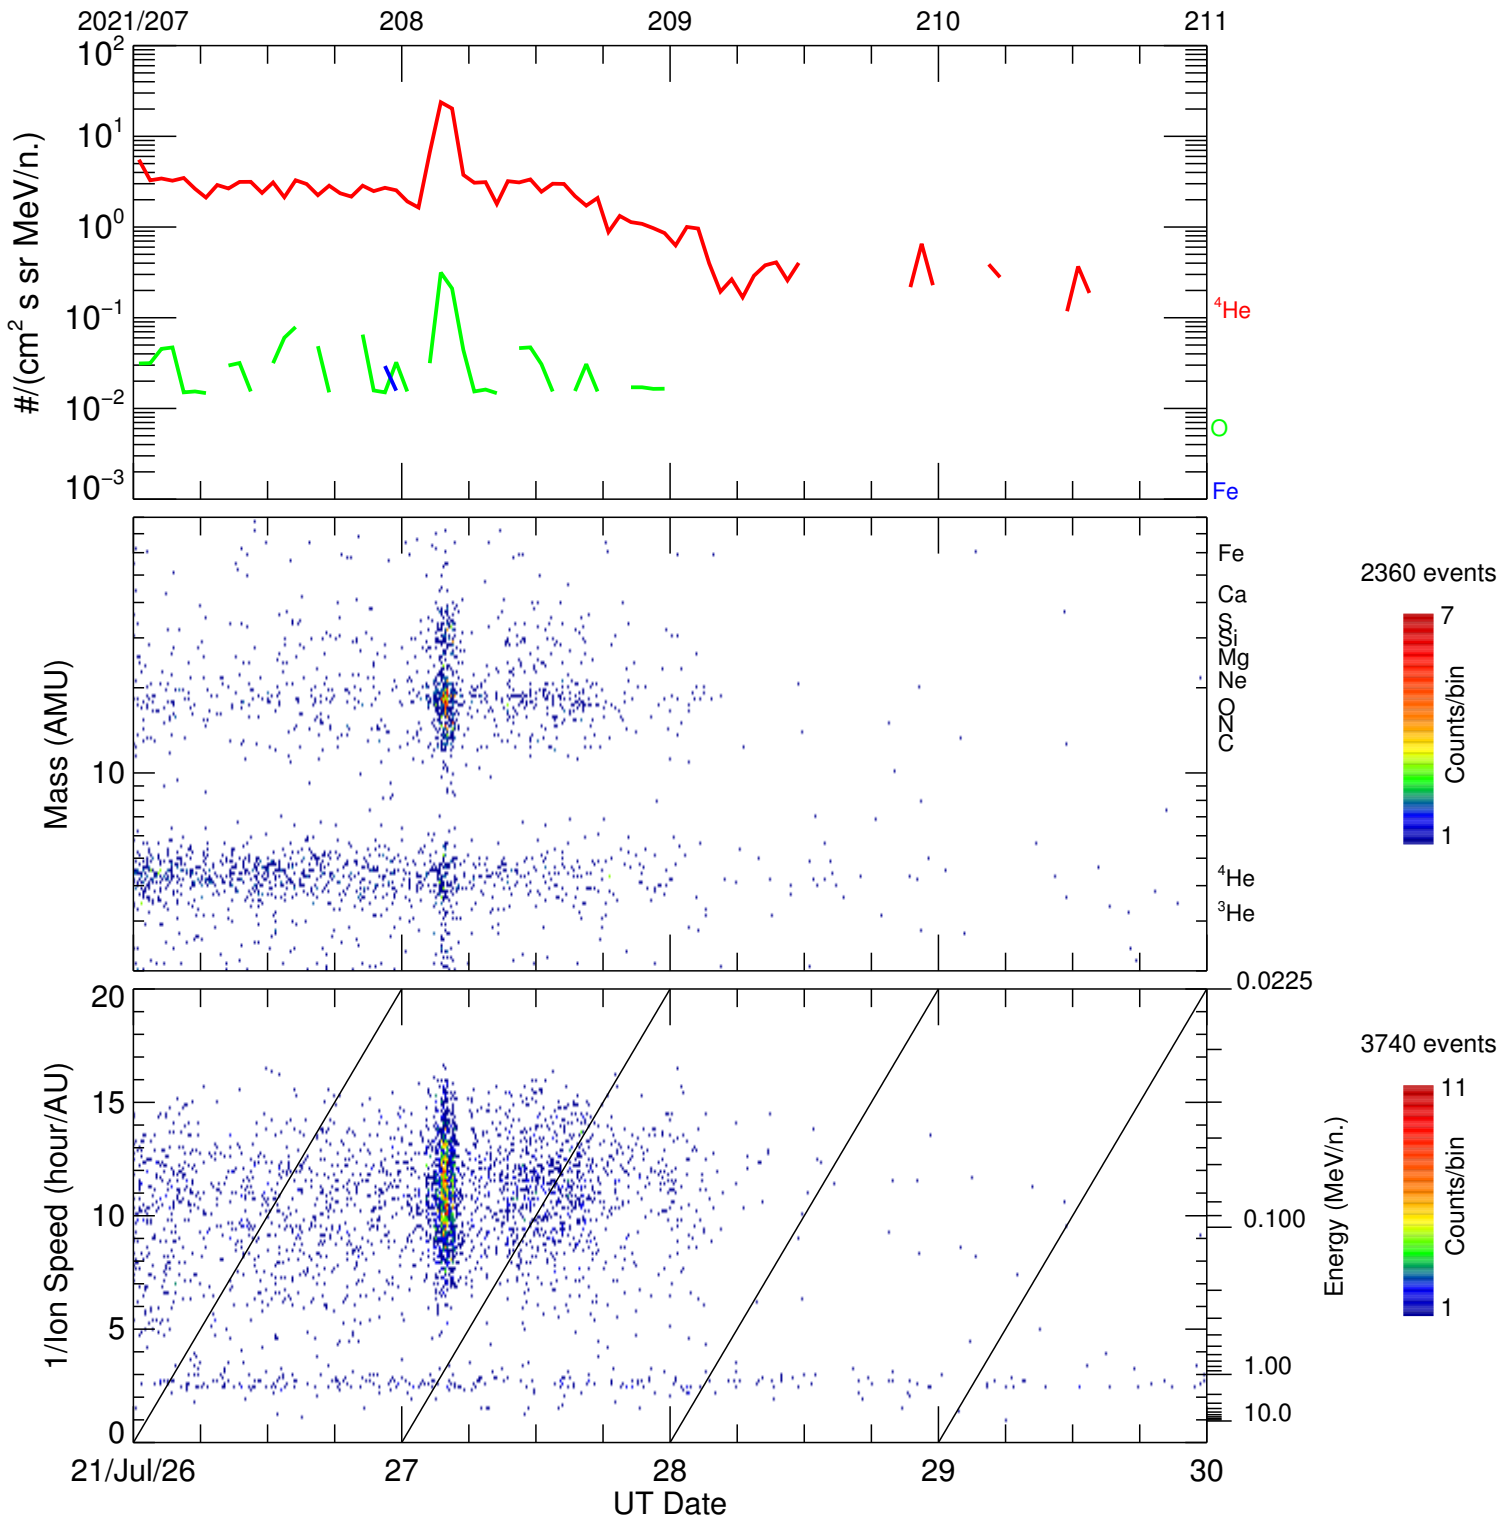 2021/207 208 209 210 211
10² 10¹ 10⁰ 10⁻¹ 10⁻² 10⁻³
#/(cm² s sr MeV/n.)
⁴He
O
Fe
Mass (AMU)
10
Fe
Ca
S
Si
Mg
Ne
O
N
C
⁴He
³He
2360 events
7
Counts/bin
1
1/Ion Speed (hour/AU)
20
15
10
5
0
0.0225
0.100
1.00
10.0
Energy (MeV/n.)
3740 events
11
Counts/bin
1
21/Jul/26 27 28 29 30
UT Date